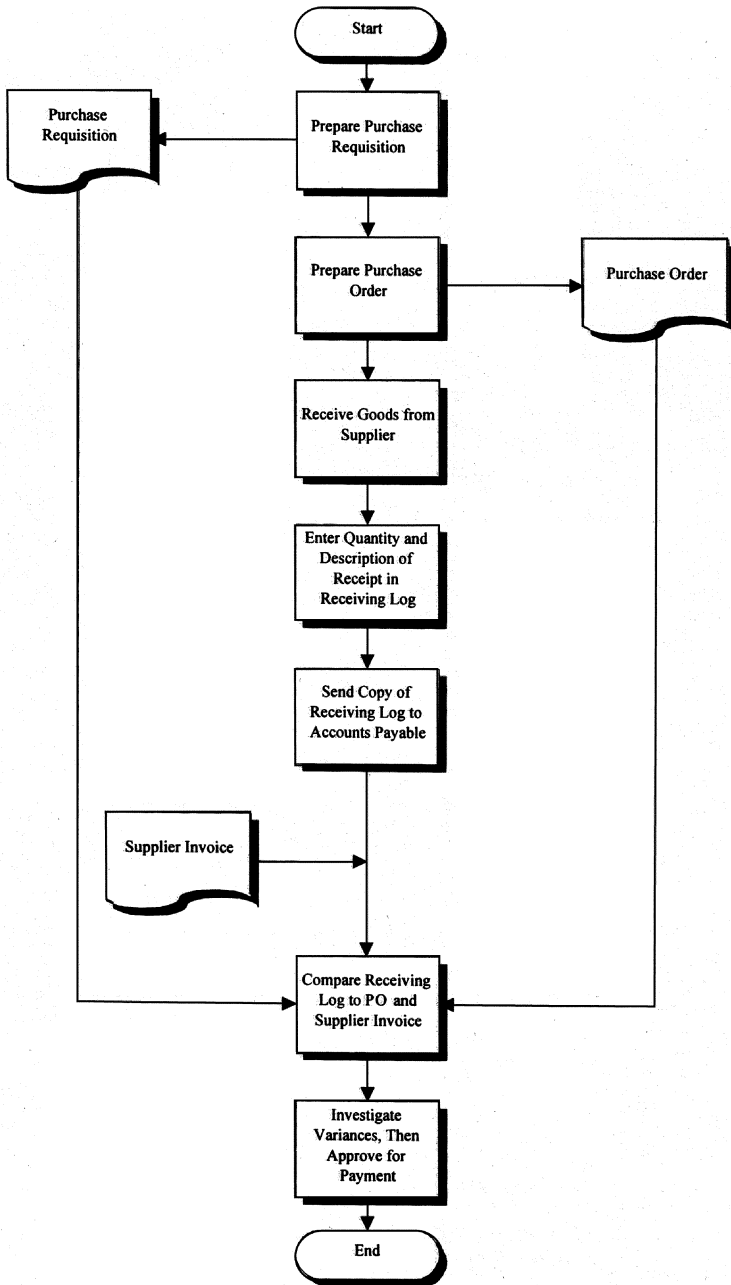 Start
Purchase
Requisition
Prepare Purchase
Requisition
Prepare Purchase
Order
Purchase Order
Receive Goods from
Supplier
Enter Quantity and
Description of
Receipt in
Receiving Log
Send Copy of
Receiving Log to
Accounts Payable
Supplier Invoice
Compare Receiving
Log to PO and
Supplier Invoice
Investigate
Variances, Then
Approve for
Payment
End